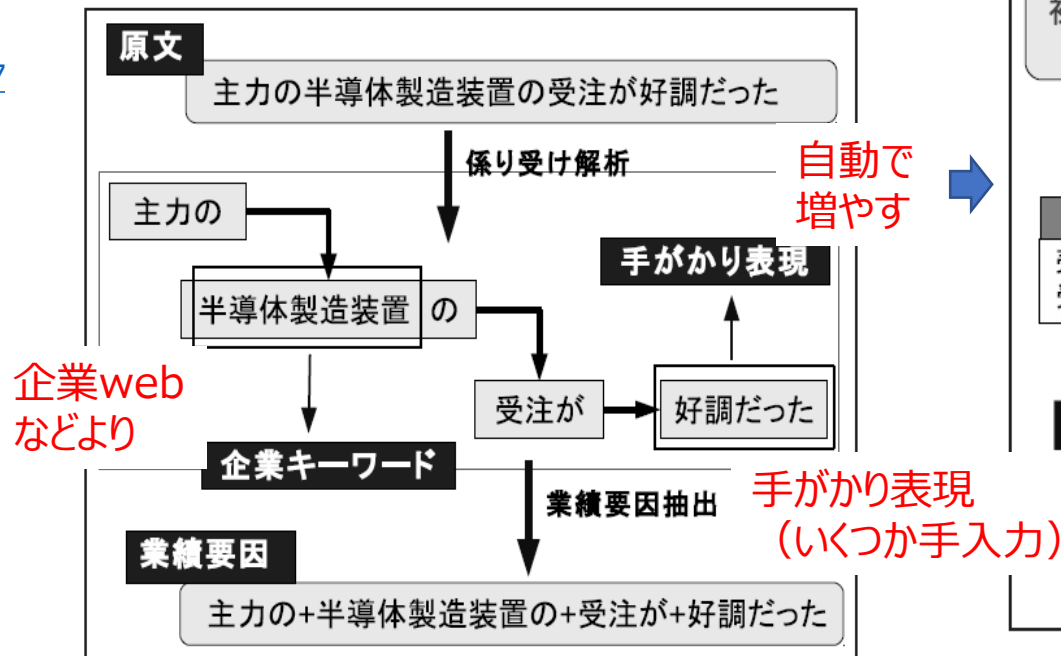 原文
主力の半導体製造装置の受注が好調だった
係り受け解析
自動で
増やす
主力の
手がかり表現
半導体製造装置 の
企業web
などより
受注が
好調だった
企業キーワード
業績要因抽出
手がかり表現
（いくつか手入力）
業績要因
主力の+半導体製造装置の+受注が+好調だった